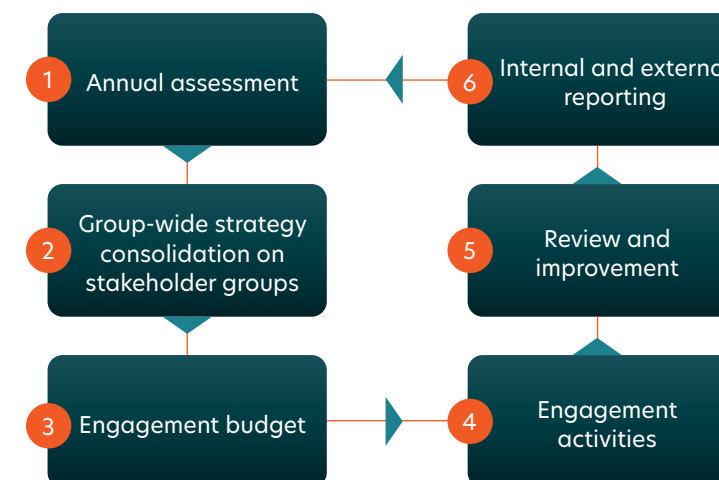 1
Annual assessment
2
Group-wide strategy
consolidation on
stakeholder groups
3
Engagement budget
4
Engagement
activities
5
Review and
improvement
6
Internal and
reporting